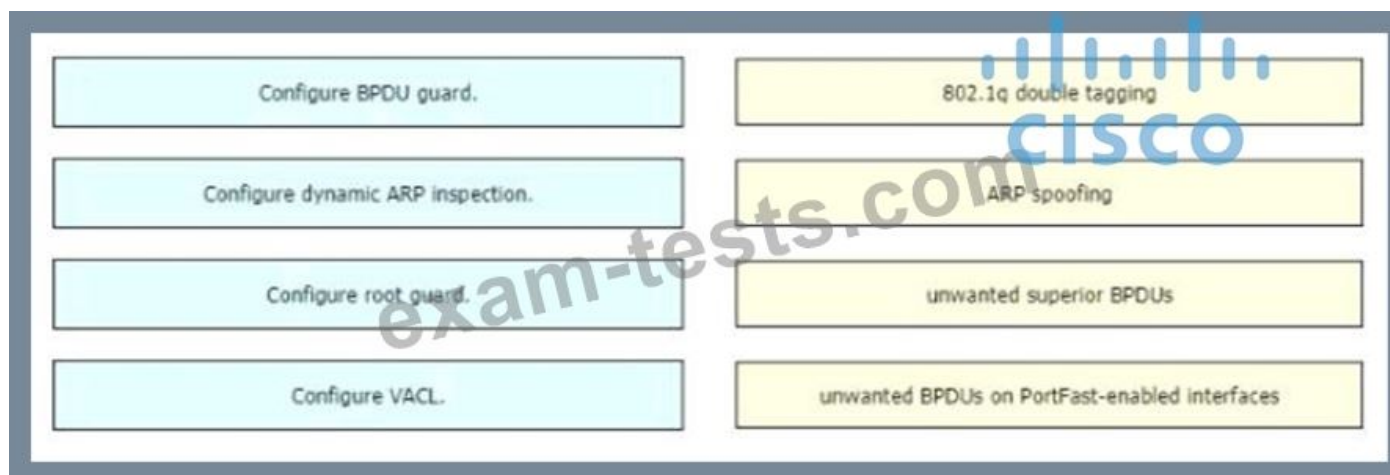 Configure BPDU guard.
802.1q double tagging
CISCO
Configure dynamic ARP inspection.
ARP spoofing
exam-tests.com
Configure root guard.
unwanted superior BPDUs
Configure VACL.
unwanted BPDUs on PortFast-enabled interfaces